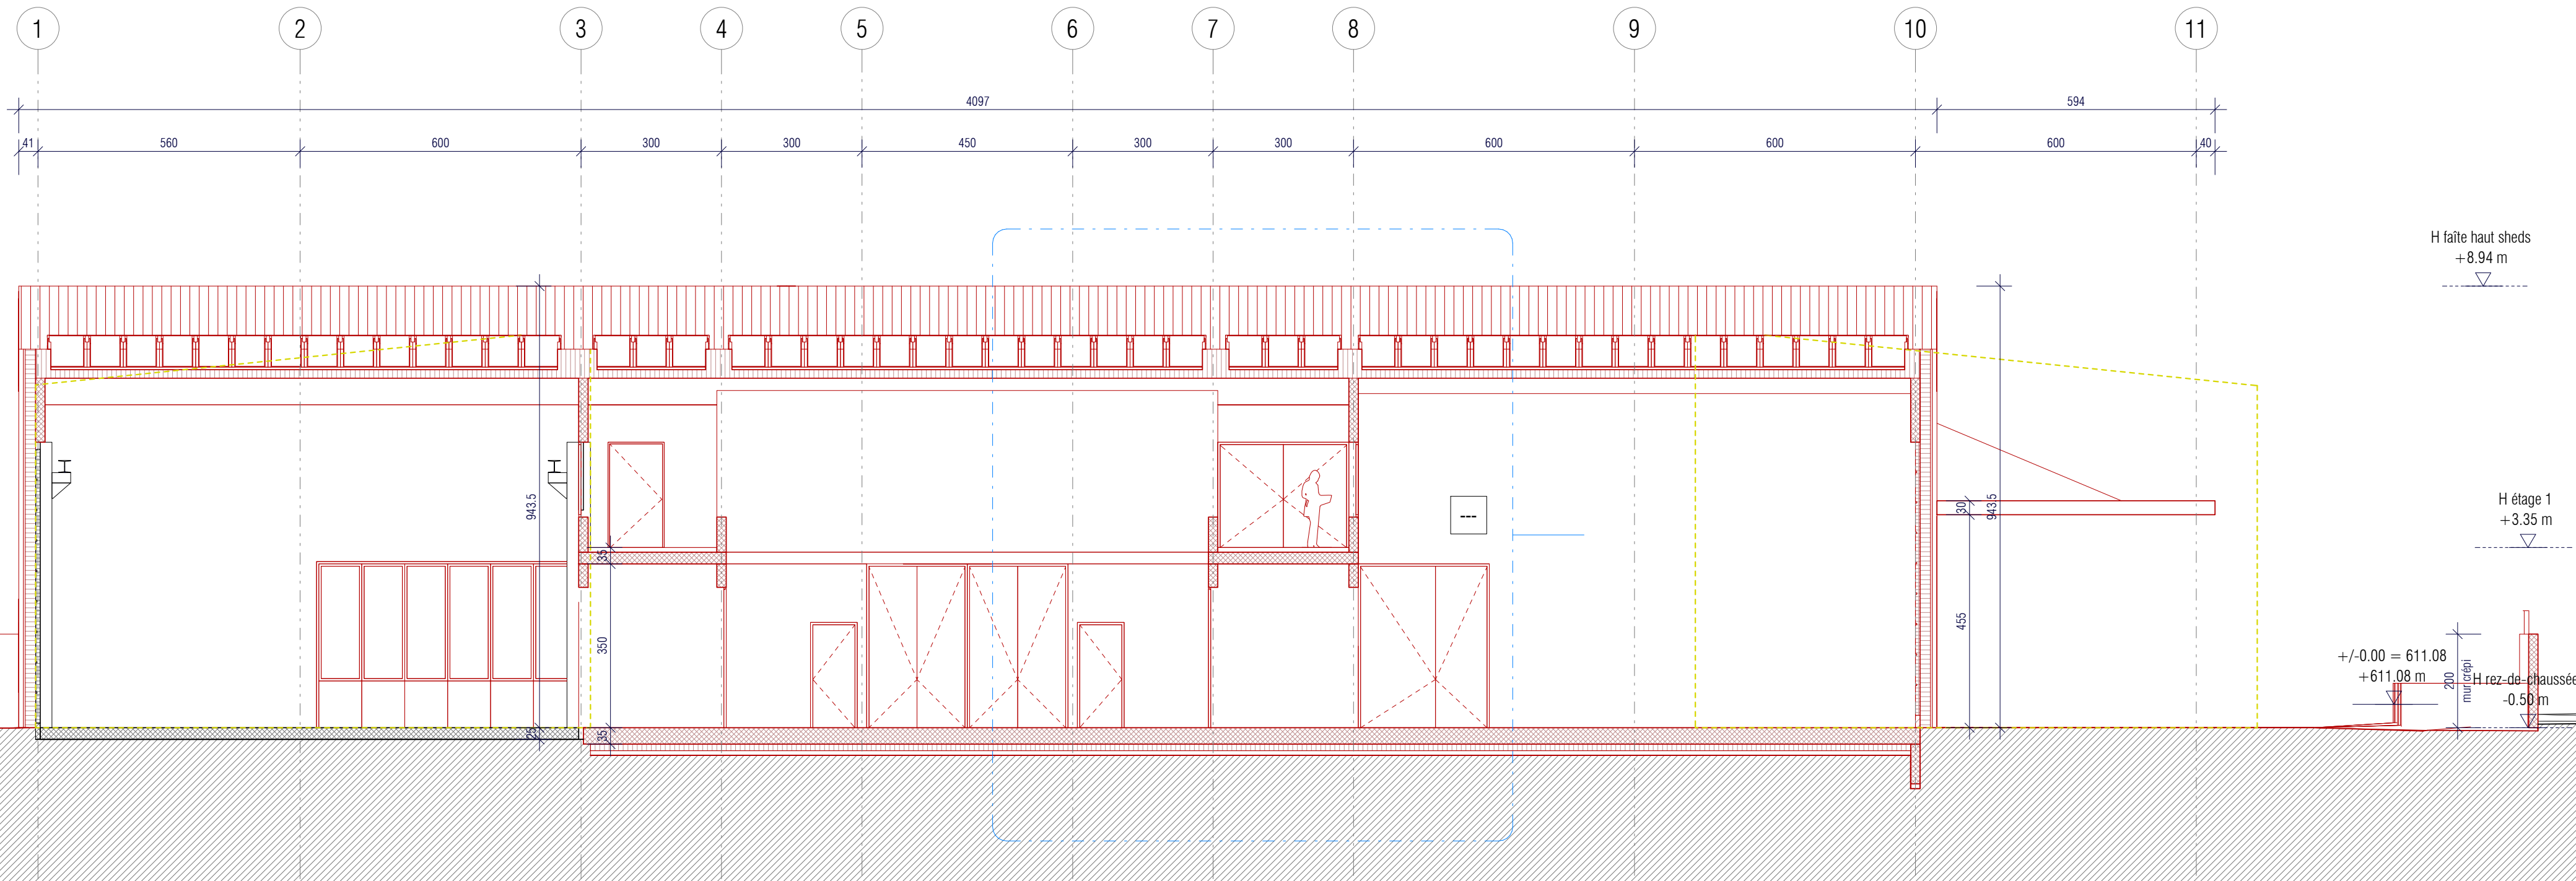 1 2 3 4 5 6 7 8 9 10 11
4097 594
41 560 600 300 300 450 300 300 600 600 600 40
H faîte haut sheds
+8.94 m
943.5
943.5
30
H étage 1
+3.35 m
---
35
350
455
+/-0.00 = 611.08
+611.08 m
200
mur crépi
H rez-de-chaussée
-0.50 m
25
35